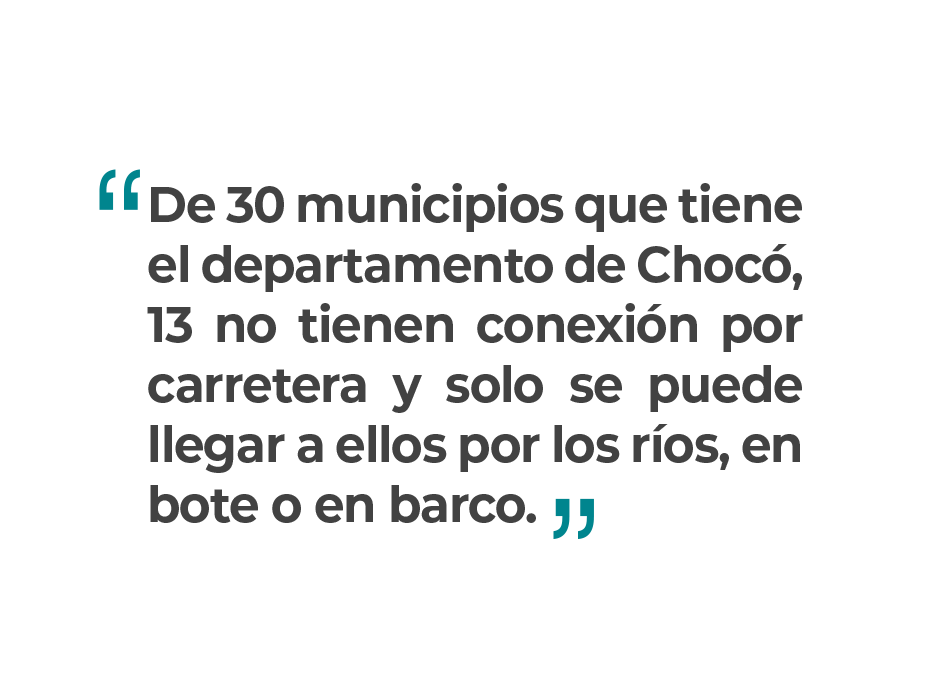 “De 30 municipios que tiene
el departamento de Chocó,
13 no tienen conexión por
carretera y solo se puede
llegar a ellos por los ríos, en
bote o en barco.”